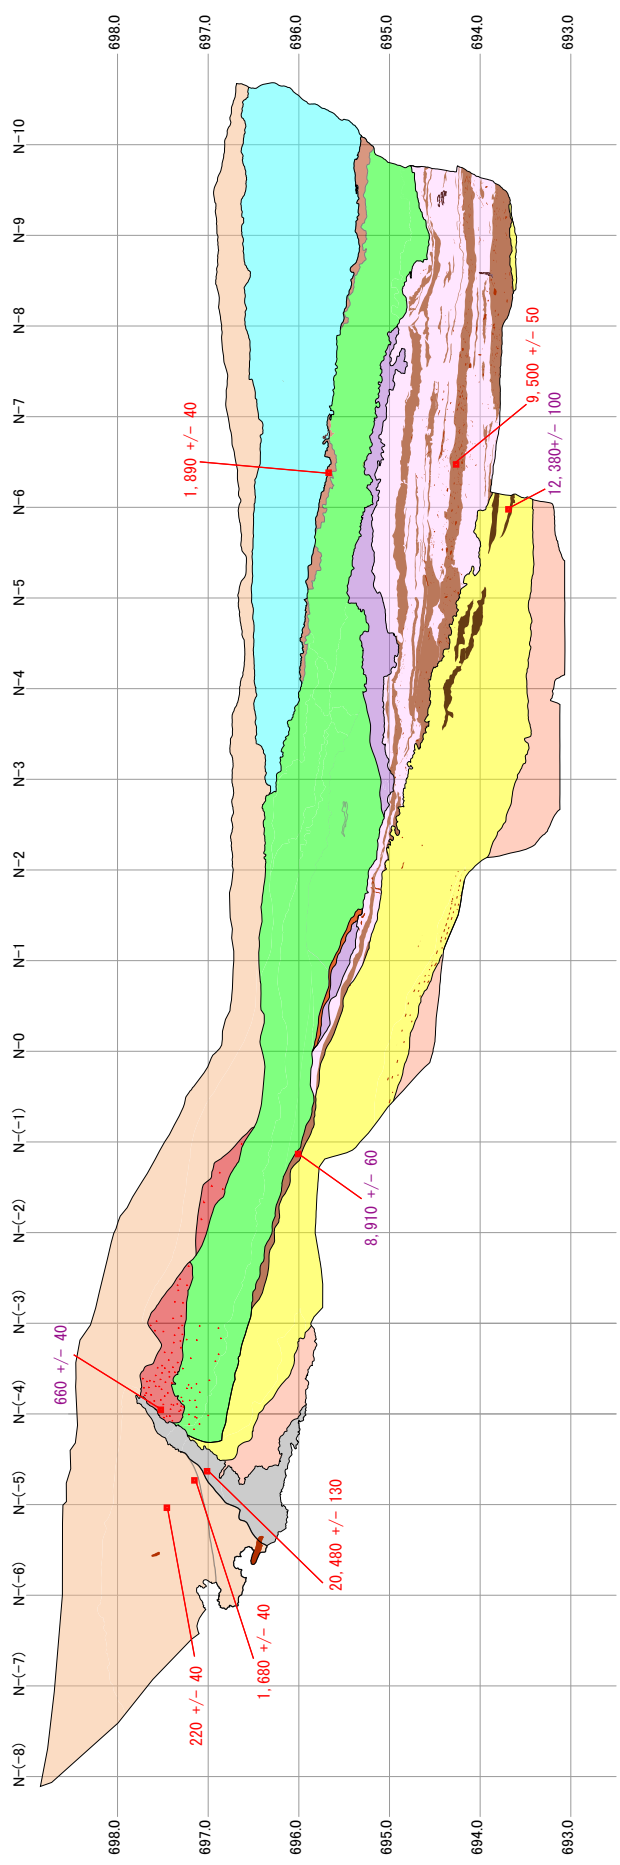 698.0
697.0
696.0
695.0
694.0
693.0
N-10
N-9
N-8
N-7
N-6
N-5
N-4
N-3
N-2
N-1
N-0
N-(-1)
N-(-2)
N-(-3)
N-(-4)
N-(-5)
N-(-6)
N-(-7)
N-(-8)
1,890 +/- 40
9,500 +/- 50
12,380+/- 100
8,910 +/- 60
660 +/- 40
20,480 +/- 130
1,680 +/- 40
220 +/- 40
698.0
697.0
696.0
695.0
694.0
693.0